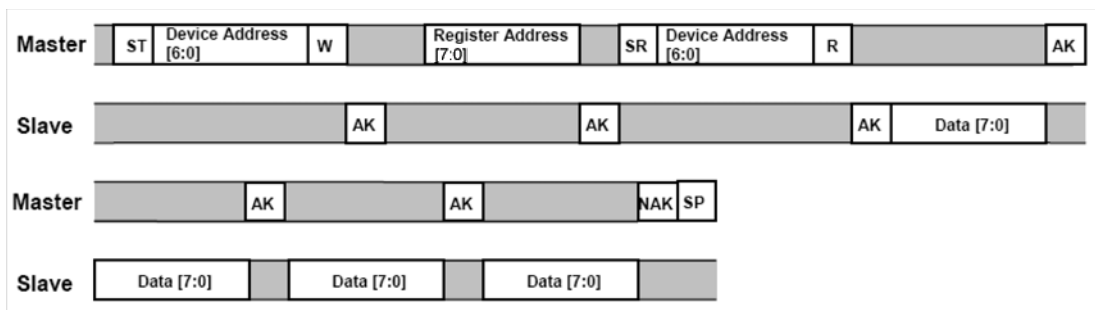 Master ST Device Address [6:0] W Register Address [7:0] SR Device Address [6:0] R AK
Slave AK AK AK Data [7:0]
Master AK AK NAK SP
Slave Data [7:0] Data [7:0] Data [7:0]